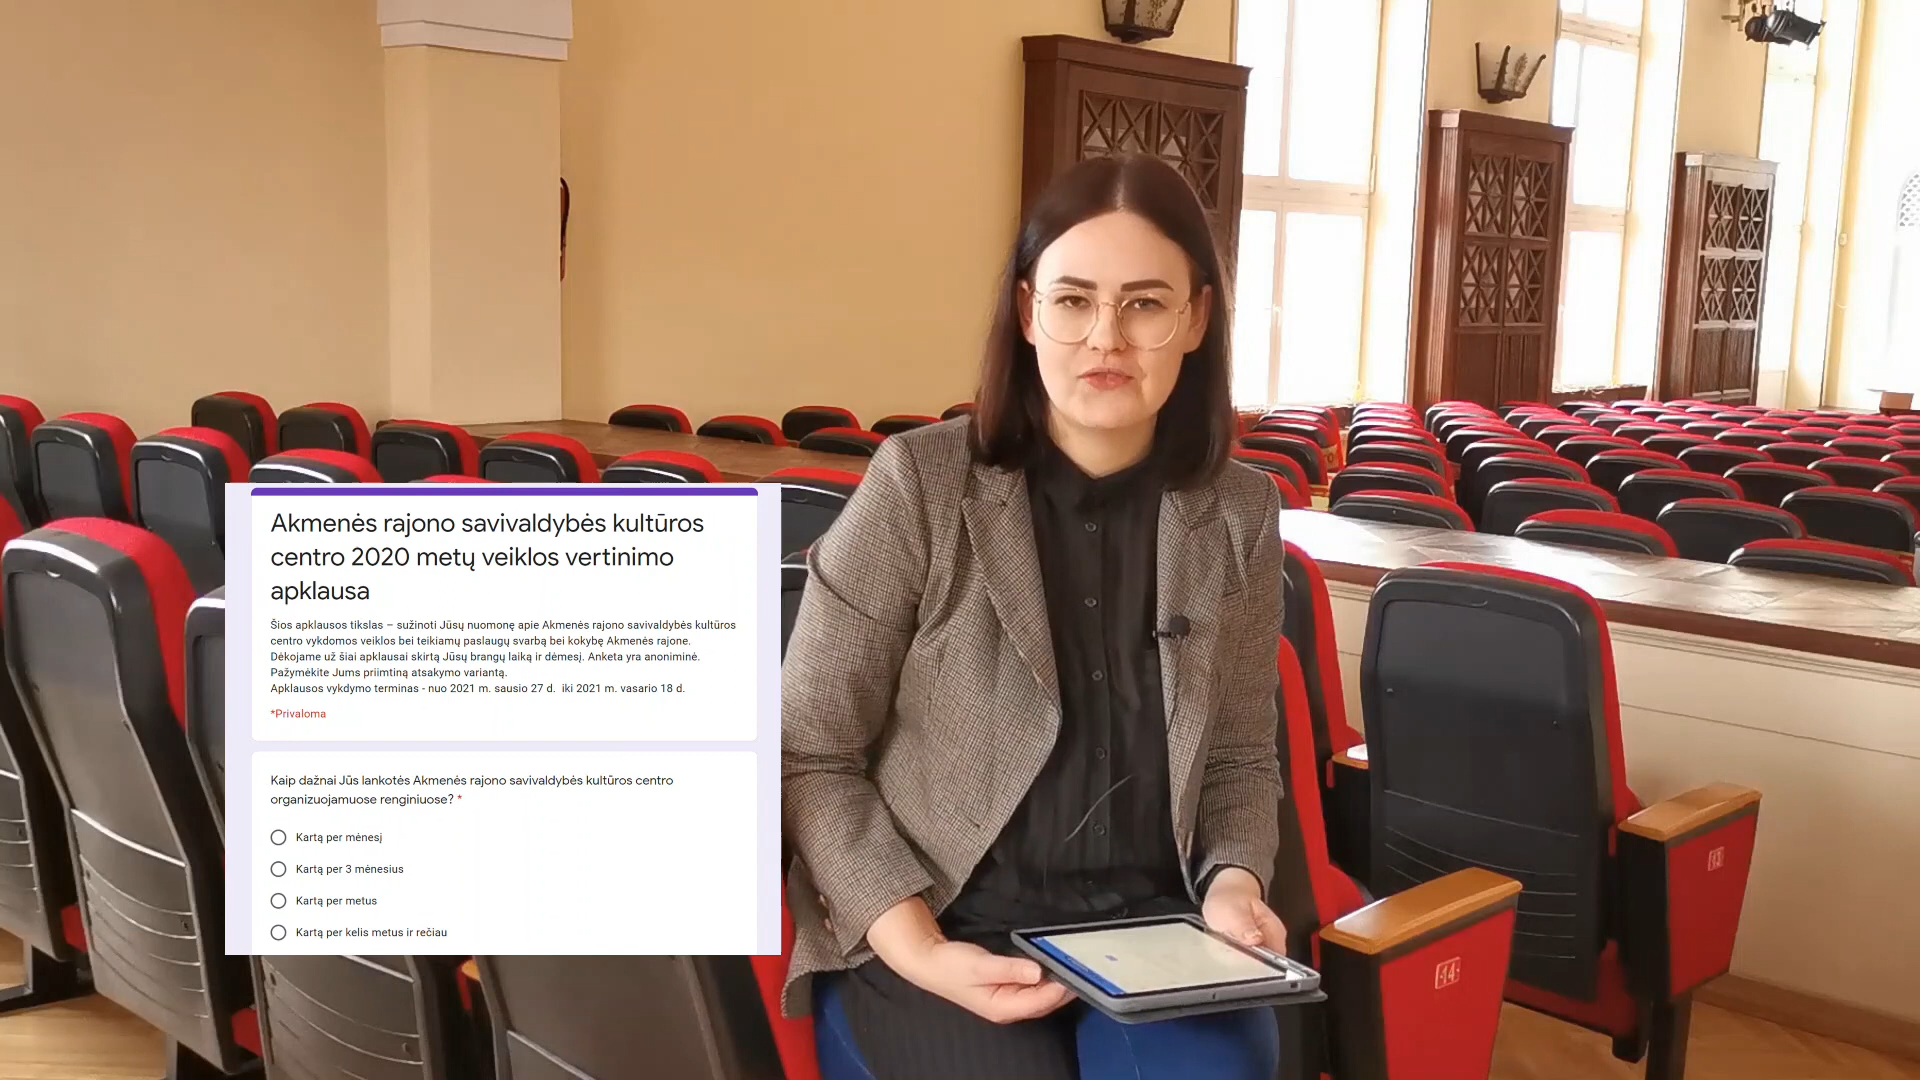 Akmenės rajono savivaldybės kultūros
centro 2020 metų veiklos vertinimo
apklausa
Šios apklausos tikslas – sužinoti Jūsų nuomonę apie Akmenės rajono savivaldybės kultūros
centro vykdomos veiklos bei teikiamų paslaugų svarbą bei kokybę Akmenės rajone.
Dėkojame už šiai apklausai skirtą Jūsų brangų laiką ir dėmesį. Anketa yra anoniminė.
Pažymėkite Jums priimtiną atsakymo variantą.
Apklausos vykdymo terminas - nuo 2021 m. sausio 27 d. iki 2021 m. vasario 18 d.
*Privaloma
Kaip dažnai Jūs lankotės Akmenės rajono savivaldybės kultūros centro
organizuojamuose renginiuose? *
Kartą per mėnesį
Kartą per 3 mėnesius
Kartą per metus
Kartą per kelis metus ir rečiau
13
14